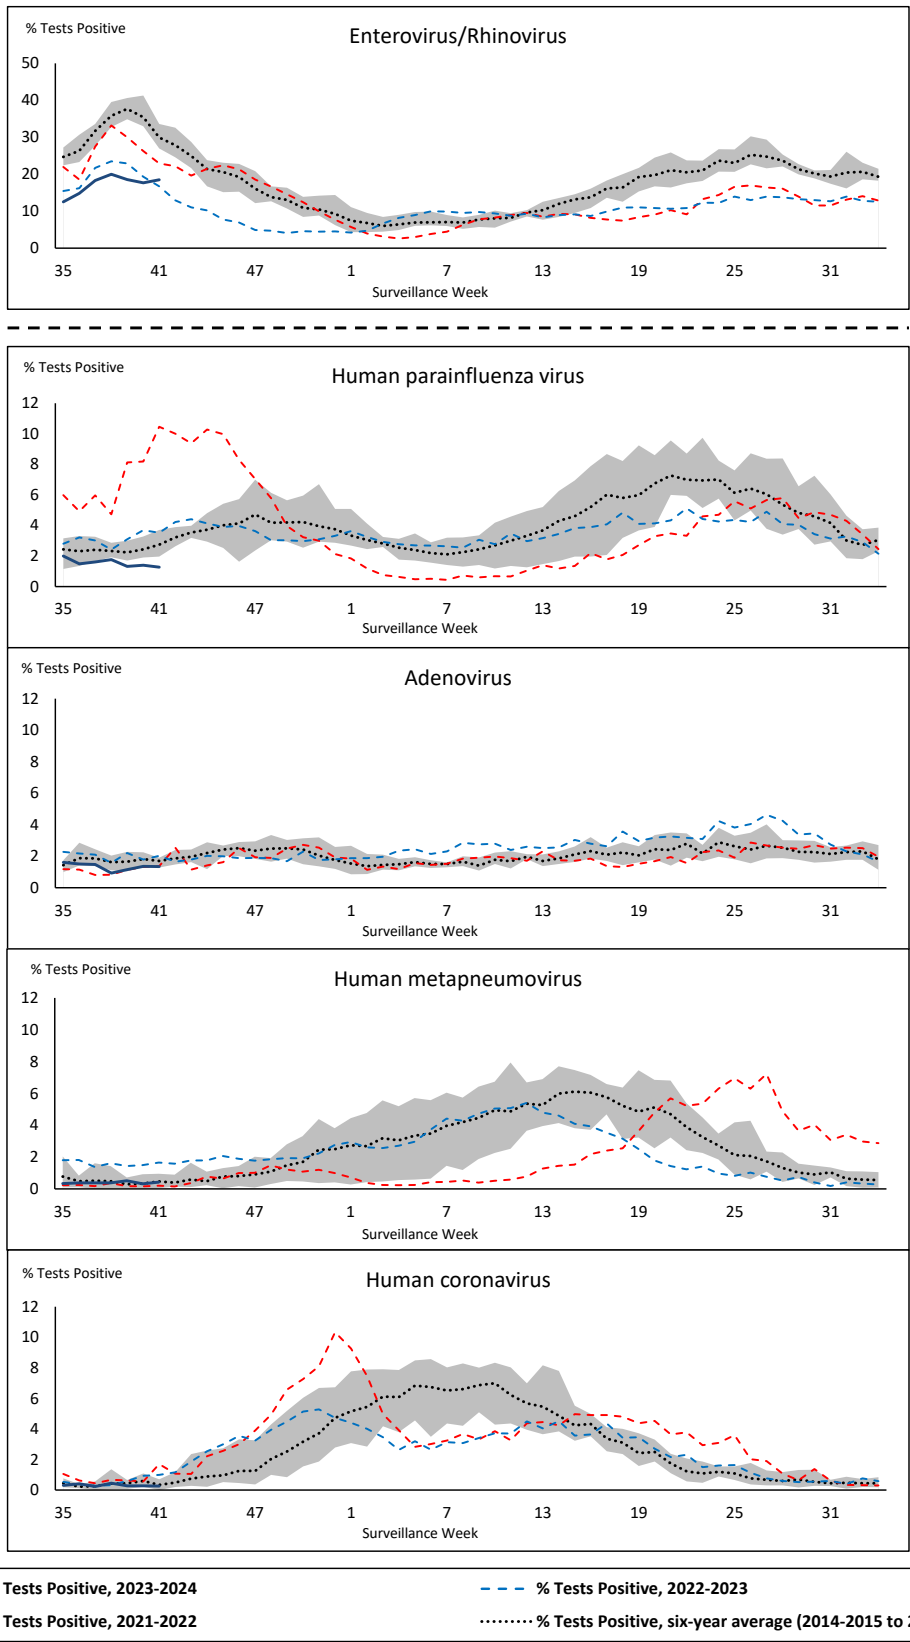 % Tests Positive
Enterovirus/Rhinovirus
50
40
30
20
10
0
35 41 47 1 7 13 19 25 31
Surveillance Week
% Tests Positive
Human parainfluenza virus
12
10
8
6
4
2
0
35 41 47 1 7 13 19 25 31
Surveillance Week
% Tests Positive
Adenovirus
12
10
8
6
4
2
0
35 41 47 1 7 13 19 25 31
Surveillance Week
% Tests Positive
Human metapneumovirus
12
10
8
6
4
2
0
35 41 47 1 7 13 19 25 31
Surveillance Week
% Tests Positive
Human coronavirus
12
10
8
6
4
2
0
35 41 47 1 7 13 19 25 31
Surveillance Week
Tests Positive, 2023-2024 % Tests Positive, 2022-2023
Tests Positive, 2021-2022 % Tests Positive, six-year average (2014-2015 to